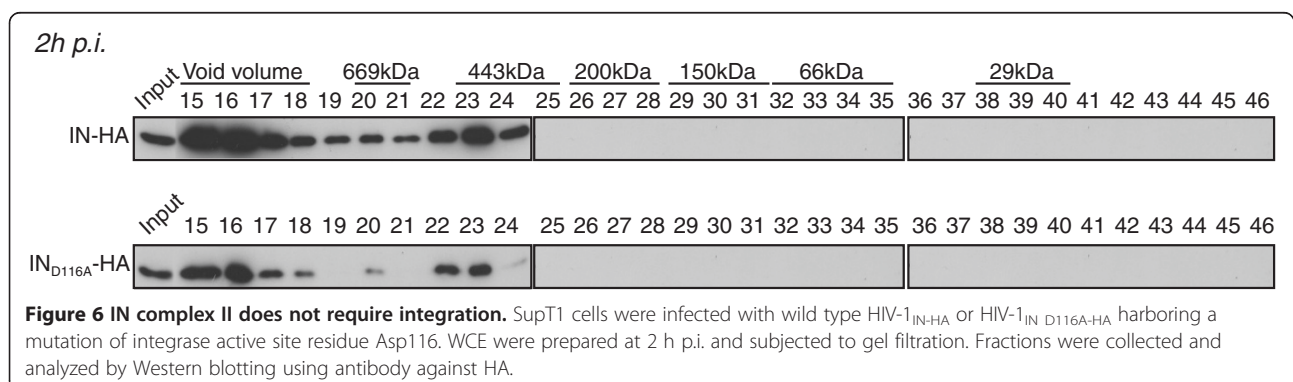 2h p.i.
Void volume 669kDa 443kDa 200kDa 150kDa 66kDa 29kDa
Input 15 16 17 18 19 20 21 22 23 24 25 26 27 28 29 30 31 32 33 34 35 36 37 38 39 40 41 42 43 44 45 46
IN-HA
Input 15 16 17 18 19 20 21 22 23 24 25 26 27 28 29 30 31 32 33 34 35 36 37 38 39 40 41 42 43 44 45 46
IND116A-HA
Figure 6 IN complex II does not require integration. SupT1 cells were infected with wild type HIV-1IN-HA or HIV-1IN D116A-HA harboring a
mutation of integrase active site residue Asp116. WCE were prepared at 2 h p.i. and subjected to gel filtration. Fractions were collected and
analyzed by Western blotting using antibody against HA.